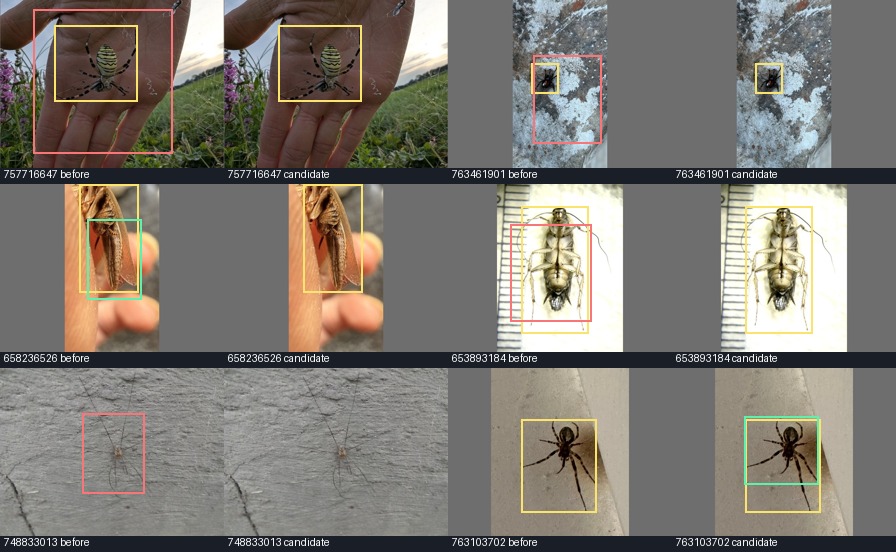 757716647 before
757716647 candidate
763461901 before
763461901 candidate
658236526 before
658236526 candidate
653893184 before
653893184 candidate
748833013 before
748833013 candidate
763103702 before
763103702 candidate